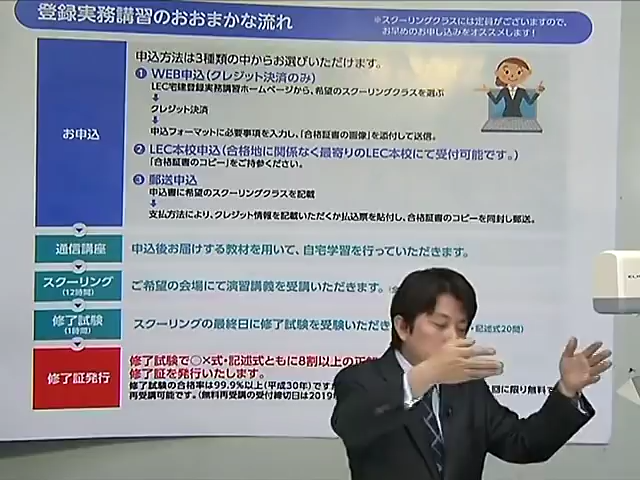 登録実務講習のおおまかな流れ
※スクーリングクラスには定員がございますので、
お早めのお申し込みをオススメします!
お申込
申込方法は3種類の中からお選びいただけます。
❶ WEB申込(クレジット決済のみ)
LEC宅建登録実務講習ホームページから、希望のスクーリングクラスを選ぶ
クレジット決済
申込フォーマットに必要事項を入力し、「合格証書の画像」を添付して送信。
❷ LEC本校申込(合格地に関係なく最寄りのLEC本校にて受付可能です。)
「合格証書のコピー」をご持参ください。
❸ 郵送申込
申込書に希望のスクーリングクラスを記載
支払方法により、クレジット情報を記載いただくか払込票を貼付し、合格証書のコピーを同封し郵送。
通信講座
申込後お届けする教材を用いて、自宅学習を行っていただきます。
スクーリング
(12時間)
ご希望の会場にて演習講義を受講いただきます。
修了試験
(1時間)
スクーリングの最終日に修了試験を受験いただき
・記述式20問)
修了証発行
修了試験で○×式・記述式ともに8割以上の正解
修了証を発行いたします。
修了試験の合格率は99.9%以上(平成30年)ですが
回に限り無料で
再受講可能です。(無料再受講の受付締切日は2019